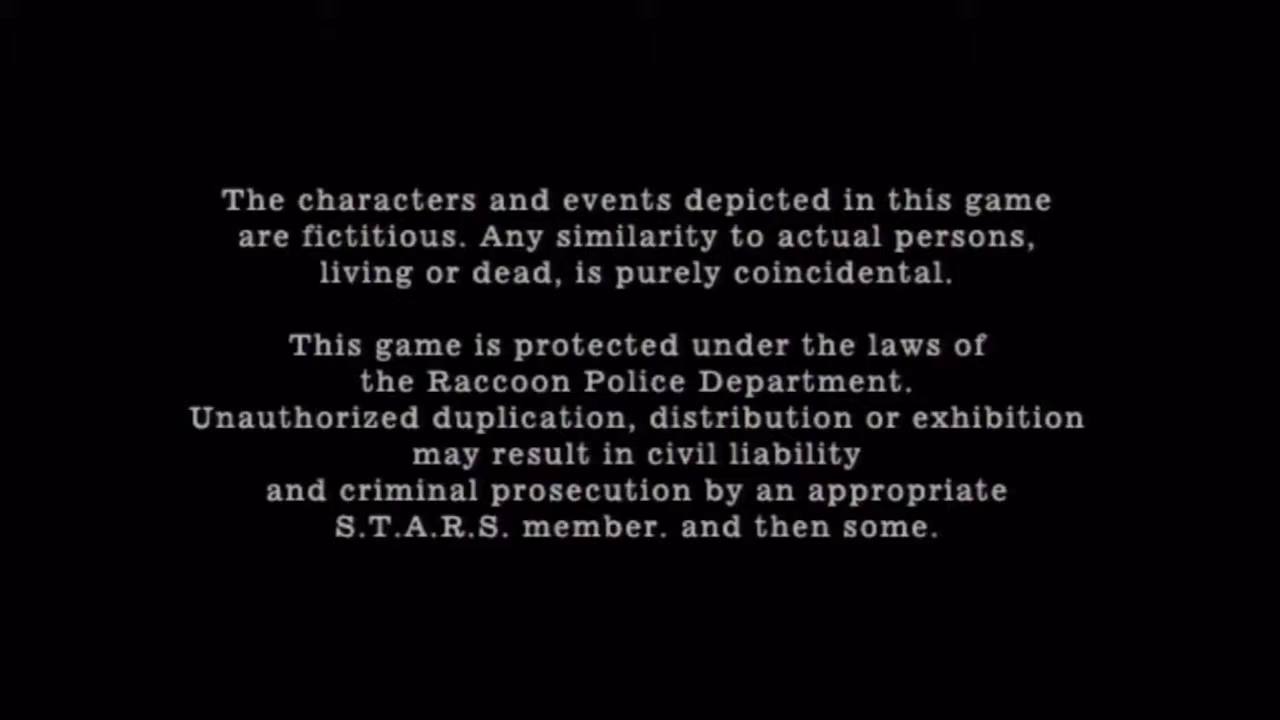 The characters and events depicted in this game
are fictitious. Any similarity to actual persons,
living or dead, is purely coincidental.
This game is protected under the laws of
the Raccoon Police Department.
Unauthorized duplication, distribution or exhibition
may result in civil liability
and criminal prosecution by an appropriate
S.T.A.R.S. member. and then some.